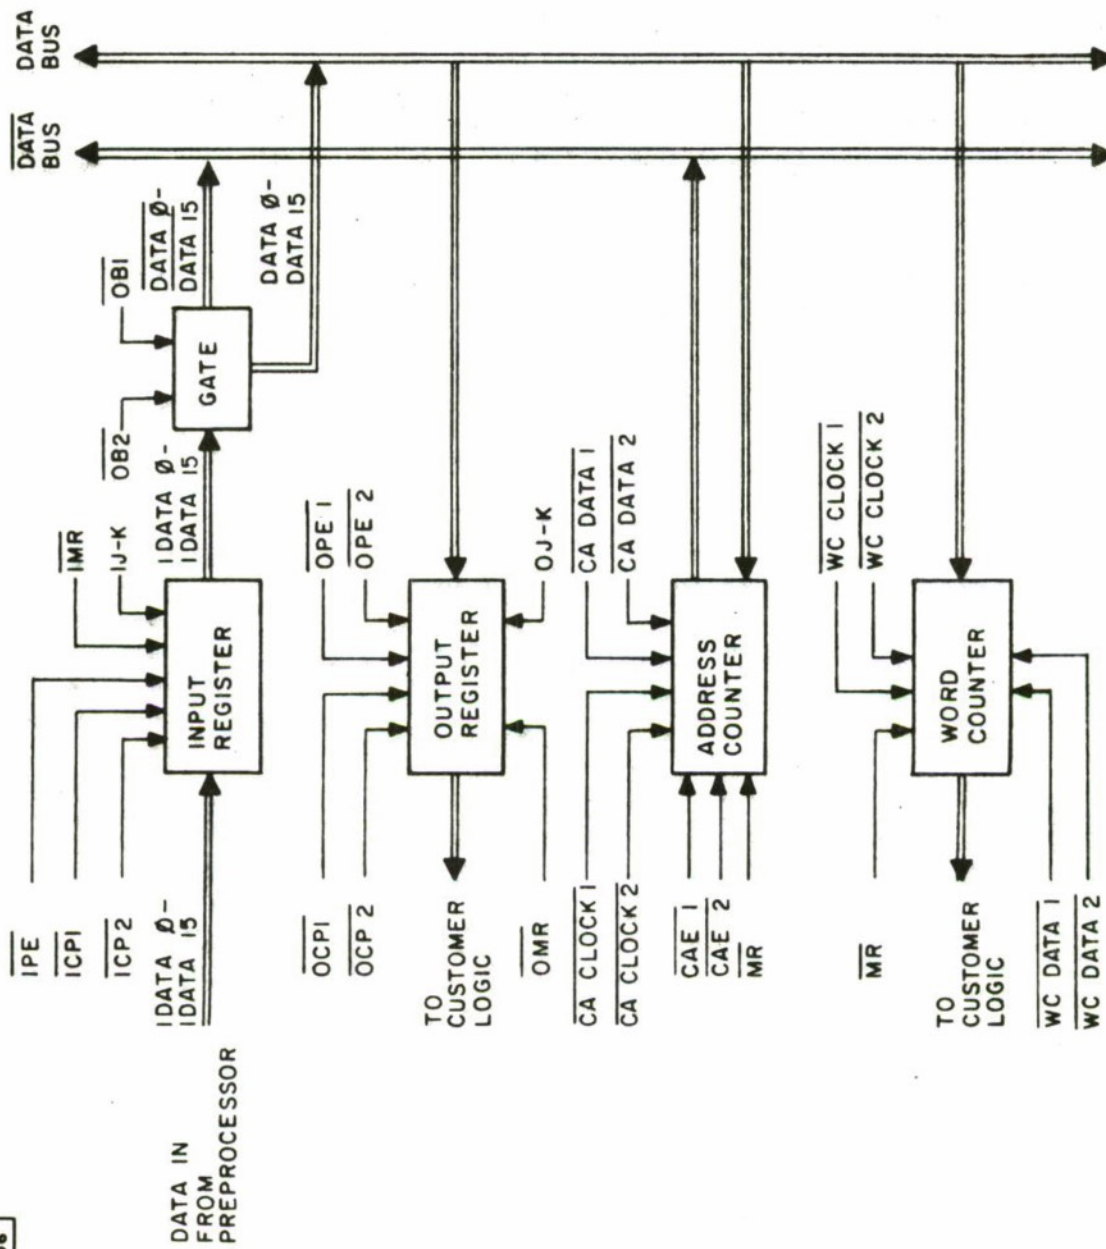 DATA
BUS
DATA
BUS
OB1
OB2
DATA Ø-
DATA 15
DATA Ø-
DATA 15
GATE
IDATA Ø-
IDATA 15
IMR
IJ-K
INPUT
REGISTER
IPE
ICP1
ICP2
IDATA Ø-
IDATA 15
DATA IN
FROM
PREPROCESSOR
OPE 1
OPE 2
OUTPUT
REGISTER
OJ-K
OCP1
OCP 2
TO
CUSTOMER
LOGIC
OMR
CA DATA 1
CA DATA 2
ADDRESS
COUNTER
CA CLOCK 1
CA CLOCK 2
CAE 1
CAE 2
MR
WC CLOCK 1
WC CLOCK 2
WORD
COUNTER
MR
TO
CUSTOMER
LOGIC
WC DATA 1
WC DATA 2